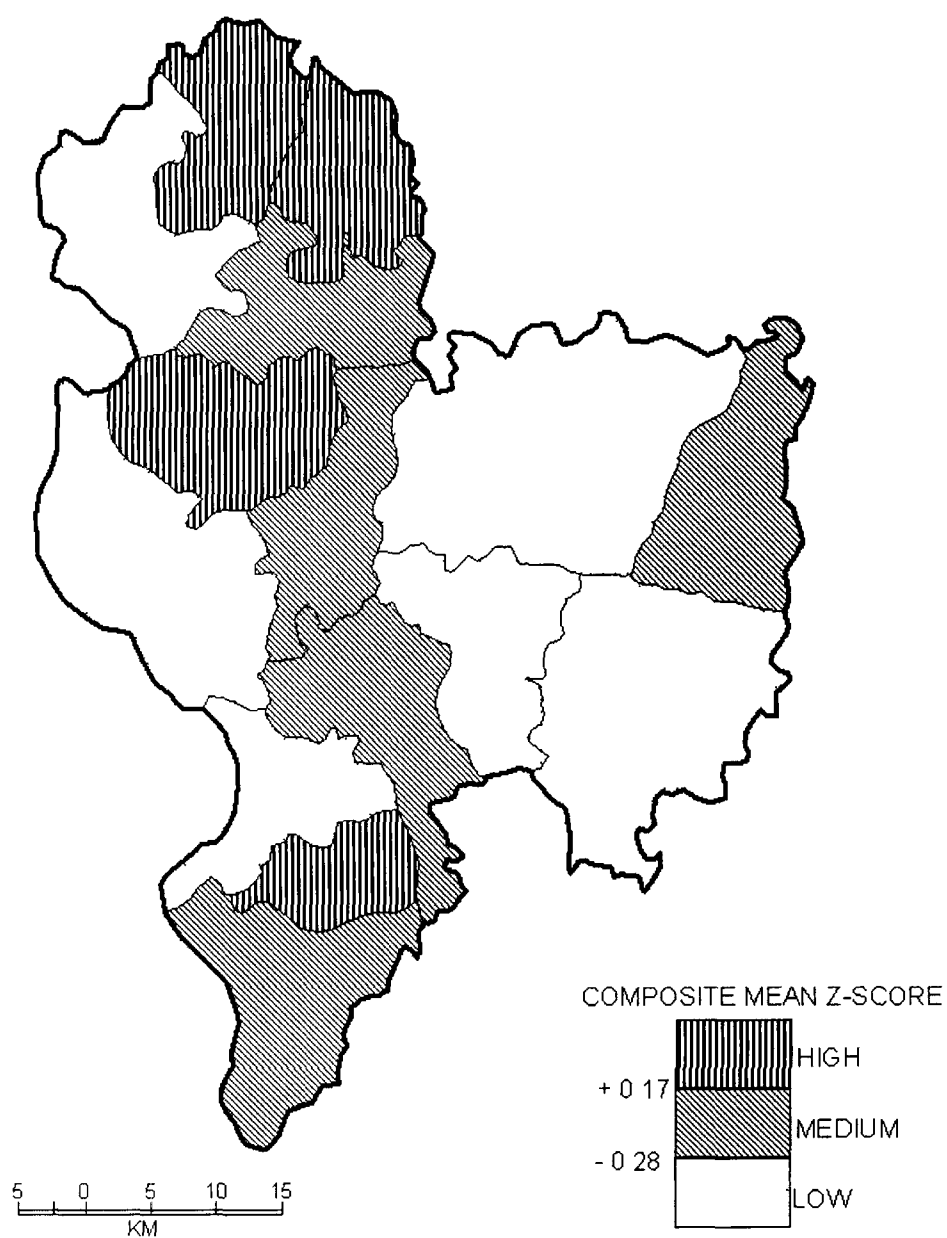 COMPOSITE MEAN Z-SCORE
HIGH
+ 0 17
MEDIUM
- 0 28
LOW
5 0 5 10 15
KM